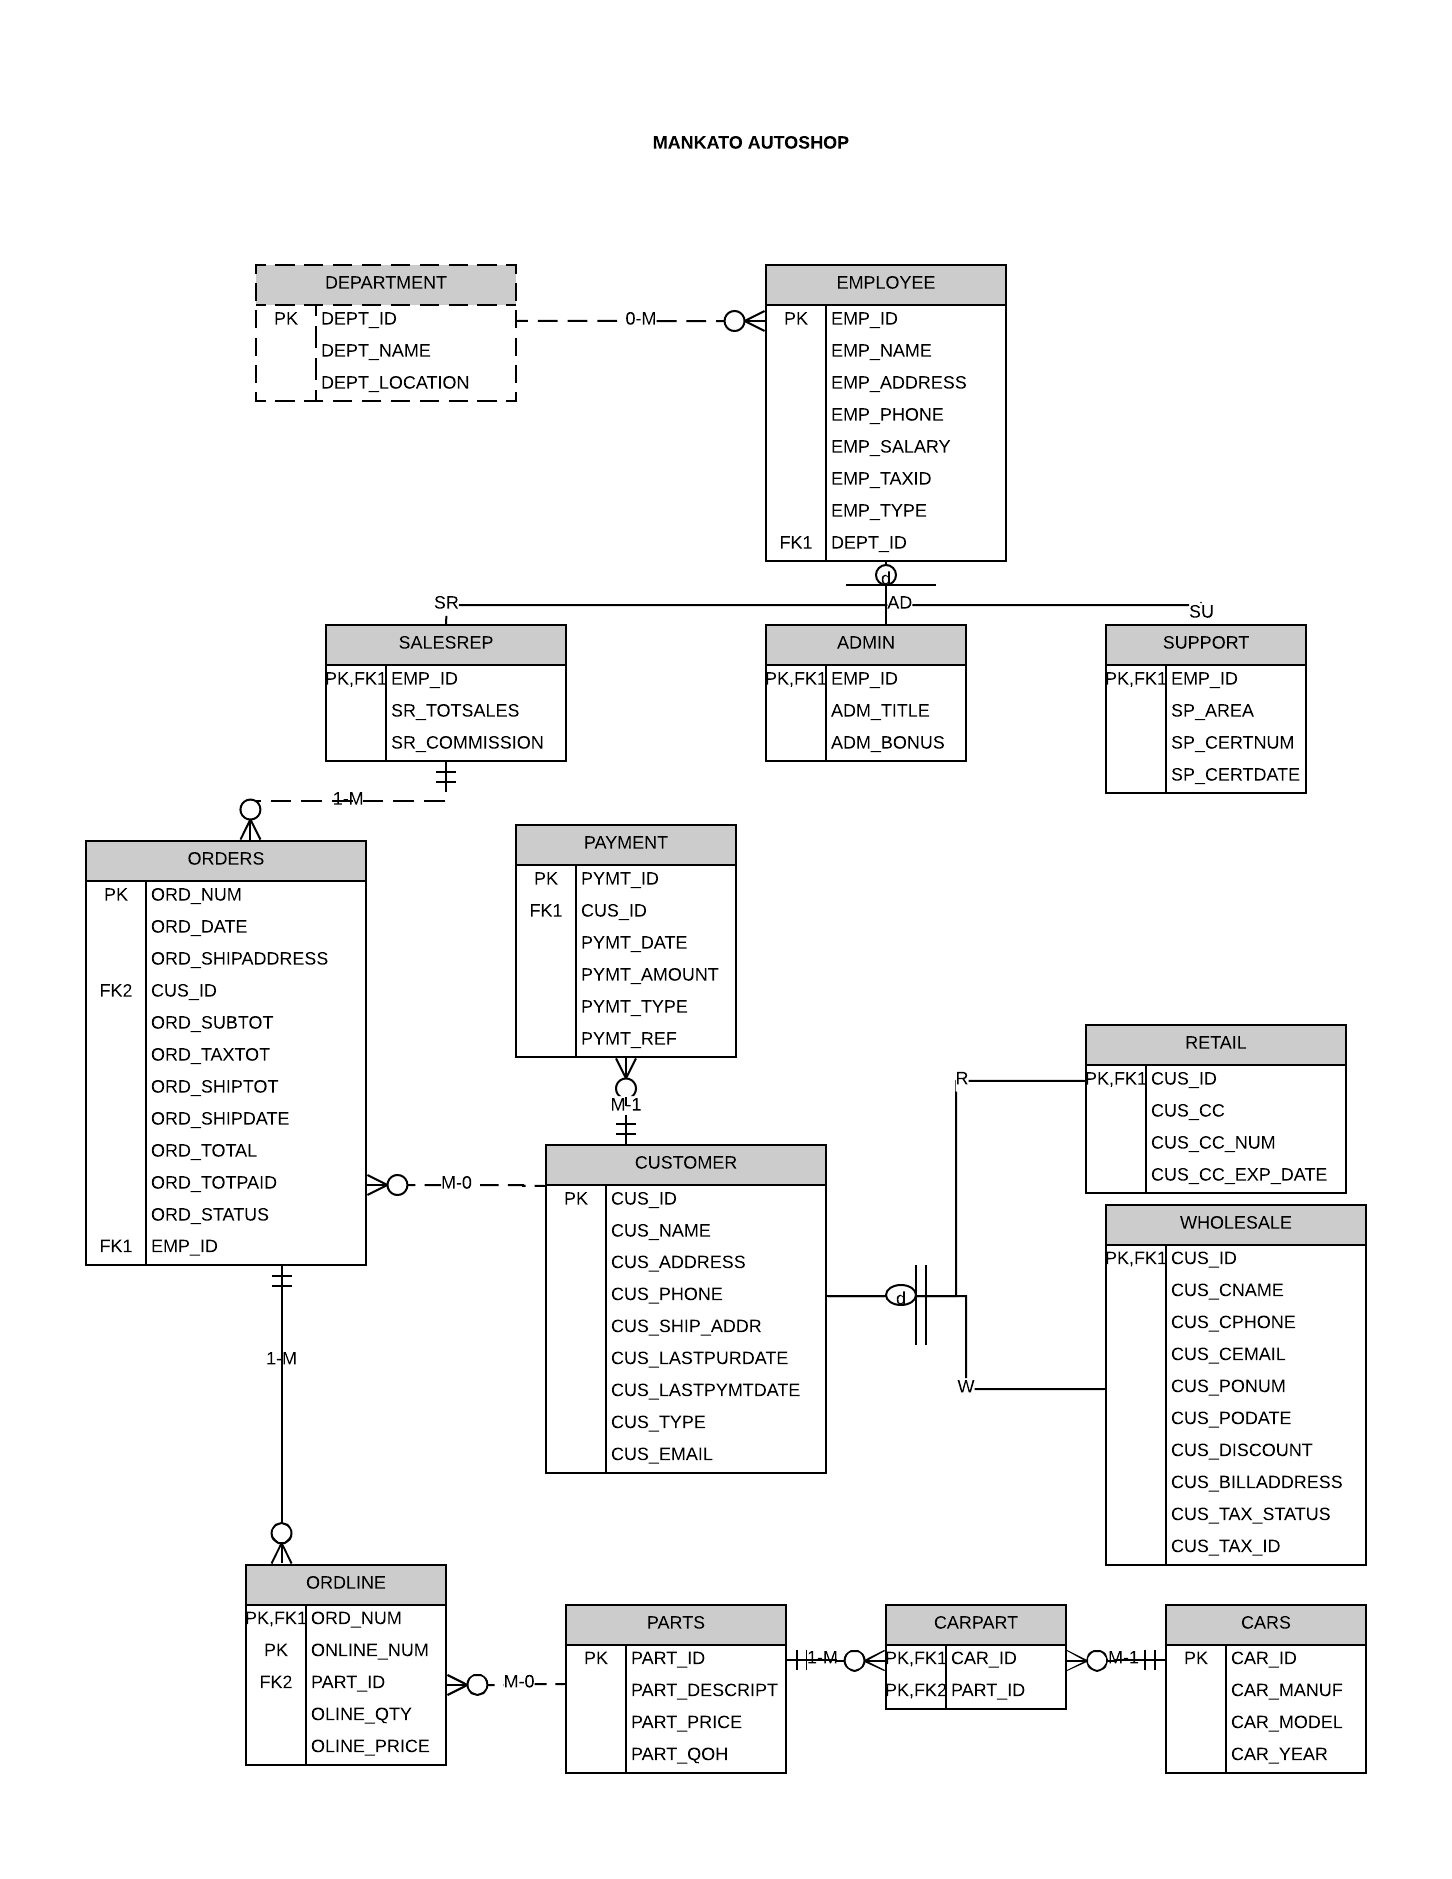 MANKATO AUTOSHOP
DEPARTMENT
PK DEPT_ID
DEPT_NAME
DEPT_LOCATION
0-M
EMPLOYEE
PK EMP_ID
EMP_NAME
EMP_ADDRESS
EMP_PHONE
EMP_SALARY
EMP_TAXID
EMP_TYPE
FK1 DEPT_ID
d
SR
AD
SU
SALESREP
PK,FK1 EMP_ID
SR_TOTSALES
SR_COMMISSION
ADMIN
PK,FK1 EMP_ID
ADM_TITLE
ADM_BONUS
SUPPORT
PK,FK1 EMP_ID
SP_AREA
SP_CERTNUM
SP_CERTDATE
1-M
ORDERS
PK ORD_NUM
ORD_DATE
ORD_SHIPADDRESS
FK2 CUS_ID
ORD_SUBTOT
ORD_TAXTOT
ORD_SHIPTOT
ORD_SHIPDATE
ORD_TOTAL
ORD_TOTPAID
ORD_STATUS
FK1 EMP_ID
PAYMENT
PK PYMT_ID
FK1 CUS_ID
PYMT_DATE
PYMT_AMOUNT
PYMT_TYPE
PYMT_REF
M-1
M-0
CUSTOMER
PK CUS_ID
CUS_NAME
CUS_ADDRESS
CUS_PHONE
CUS_SHIP_ADDR
CUS_LASTPURDATE
CUS_LASTPYMTDATE
CUS_TYPE
CUS_EMAIL
d
R
W
RETAIL
PK,FK1 CUS_ID
CUS_CC
CUS_CC_NUM
CUS_CC_EXP_DATE
WHOLESALE
PK,FK1 CUS_ID
CUS_CNAME
CUS_CPHONE
CUS_CEMAIL
CUS_PONUM
CUS_PODATE
CUS_DISCOUNT
CUS_BILLADDRESS
CUS_TAX_STATUS
CUS_TAX_ID
1-M
ORDLINE
PK,FK1 ORD_NUM
PK ONLINE_NUM
FK2 PART_ID
OLINE_QTY
OLINE_PRICE
M-0
PARTS
PK PART_ID
PART_DESCRIPT
PART_PRICE
PART_QOH
1-M
CARPART
PK,FK1 CAR_ID
PK,FK2 PART_ID
M-1
CARS
PK CAR_ID
CAR_MANUF
CAR_MODEL
CAR_YEAR